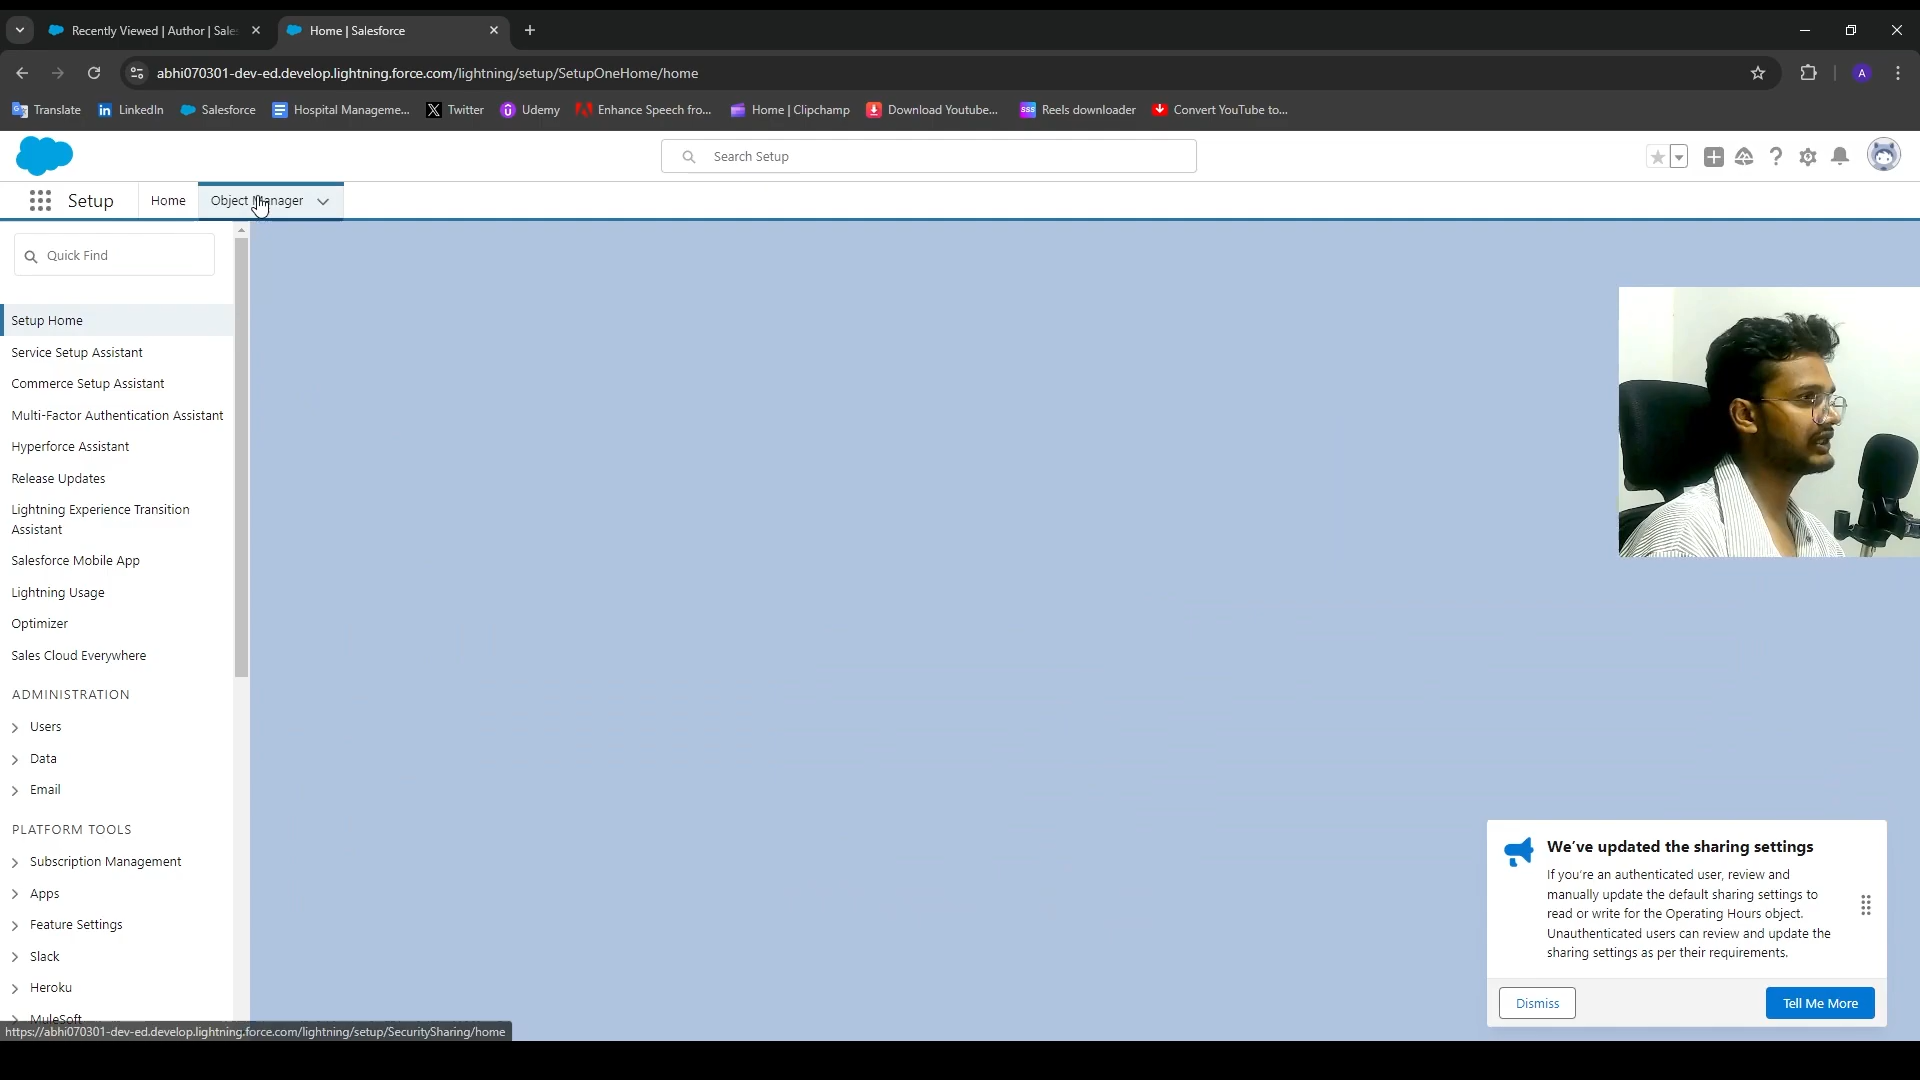 Recently Viewed | Author | Sale
Home | Salesforce
abhi070301-dev-ed.develop.lightning.force.com/lightning/setup/SetupOneHome/home
Translate
LinkedIn
Salesforce
Hospital Manageme...
Twitter
Udemy
Enhance Speech fro...
Home | Clipchamp
Download Youtube...
Reels downloader
Convert YouTube to...
Search Setup
Setup
Home
Object Manager
Quick Find
Setup Home
Service Setup Assistant
Commerce Setup Assistant
Multi-Factor Authentication Assistant
Hyperforce Assistant
Release Updates
Lightning Experience Transition
Assistant
Salesforce Mobile App
Lightning Usage
Optimizer
Sales Cloud Everywhere
ADMINISTRATION
Users
Data
Email
PLATFORM TOOLS
Subscription Management
Apps
Feature Settings
Slack
Heroku
MuleSoft
https://abhi070301-dev-ed.develop.lightning.force.com/lightning/setup/SecuritySharing/home
We've updated the sharing settings
If you're an authenticated user, review and
manually update the default sharing settings to
read or write for the Operating Hours object.
Unauthenticated users can review and update the
sharing settings as per their requirements.
Dismiss
Tell Me More